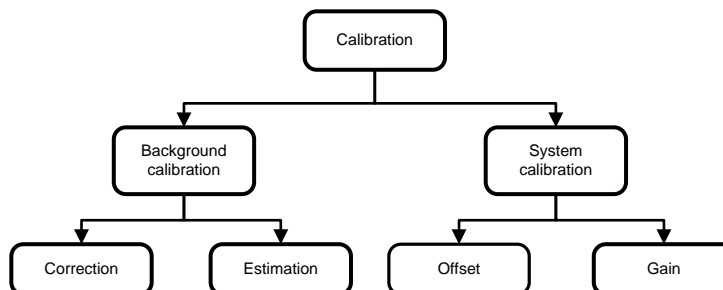 Calibration
Background
calibration
System
calibration
Correction
Estimation
Offset
Gain